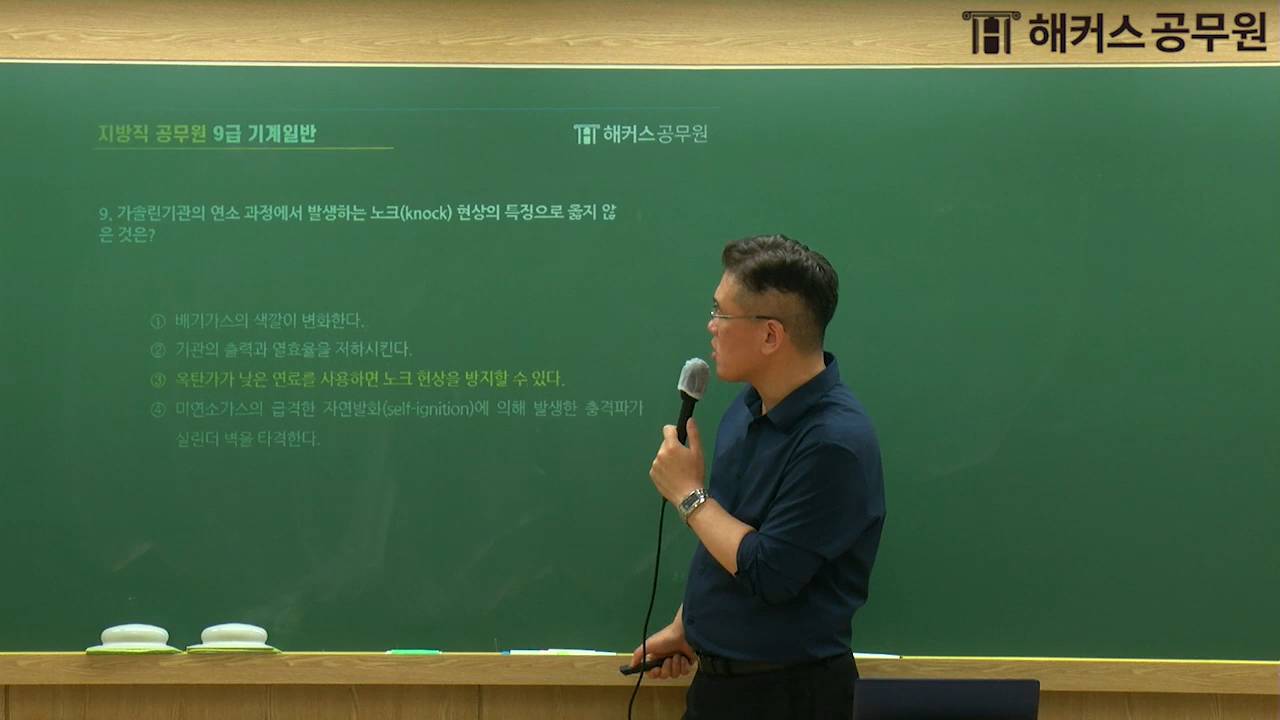 해커스공무원
지방직 공무원 9급 기계일반
해커스공무원
9. 가솔린기관의 연소 과정에서 발생하는 노크(knock) 현상의 특징으로 옳지 않
은 것은?
① 배기가스의 색깔이 변화한다.
② 기관의 출력과 열효율을 저하시킨다.
③ 옥탄가가 낮은 연료를 사용하면 노크 현상을 방지할 수 있다.
④ 미연소가스의 급격한 자연발화(self-ignition)에 의해 발생한 충격파가
실린더 벽을 타격한다.